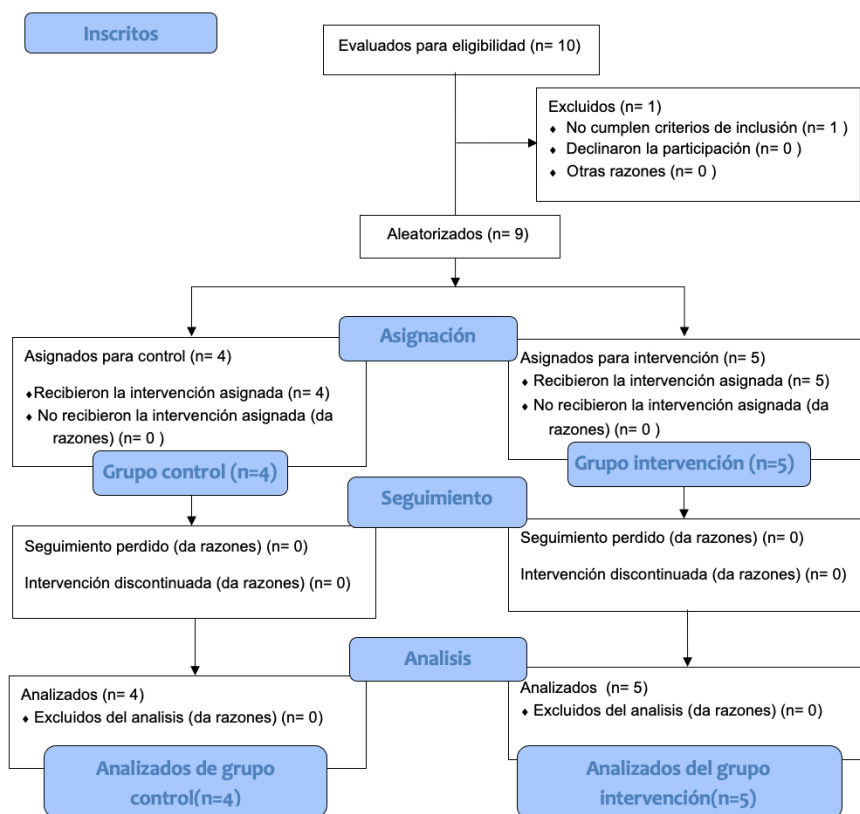 Inscritos
Evaluados para eligibilidad (n= 10)
Excluidos (n= 1)
♦ No cumplen criterios de inclusión (n= 1 )
♦ Declinaron la participación (n= 0 )
♦ Otras razones (n= 0 )
Aleatorizados (n= 9)
Asignación
Asignados para control (n= 4)
♦Recibieron la intervención asignada (n= 4)
♦ No recibieron la intervención asignada (da
razones) (n= 0 )
Grupo control (n=4)
Asignados para intervención (n= 5)
♦ Recibieron la intervención asignada (n= 5)
♦ No recibieron la intervención asignada (da
razones) (n= 0 )
Grupo intervención (n=5)
Seguimiento
Seguimiento perdido (da razones) (n= 0)
Intervención discontinuada (da razones) (n= 0)
Seguimiento perdido (da razones) (n= 0)
Intervención discontinuada (da razones) (n= 0)
Analisis
Analizados (n= 4)
♦ Excluidos del analisis (da razones) (n= 0)
Analizados de grupo
control(n=4)
Analizados (n= 5)
♦ Excluidos del analisis (da razones) (n= 0)
Analizados del grupo
intervención(n=5)